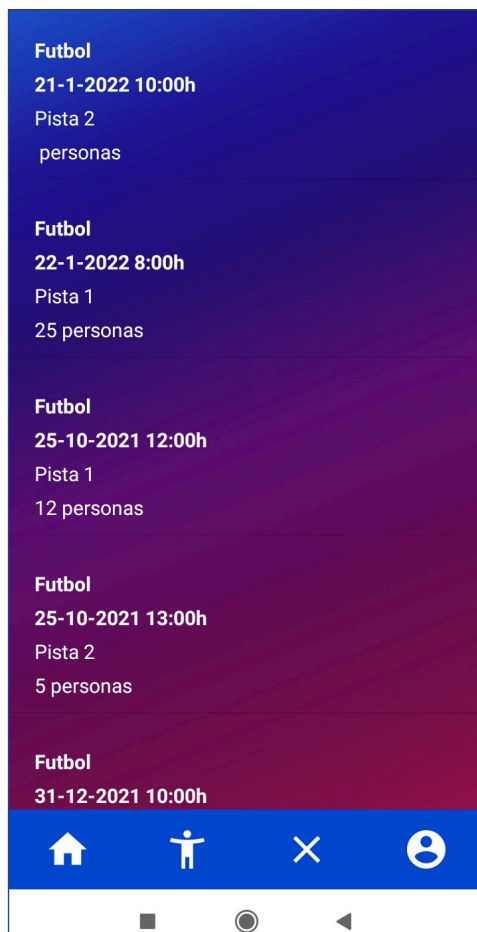 Futbol
21-1-2022 10:00h
Pista 2
personas
Futbol
22-1-2022 8:00h
Pista 1
25 personas
Futbol
25-10-2021 12:00h
Pista 1
12 personas
Futbol
25-10-2021 13:00h
Pista 2
5 personas
Futbol
31-12-2021 10:00h